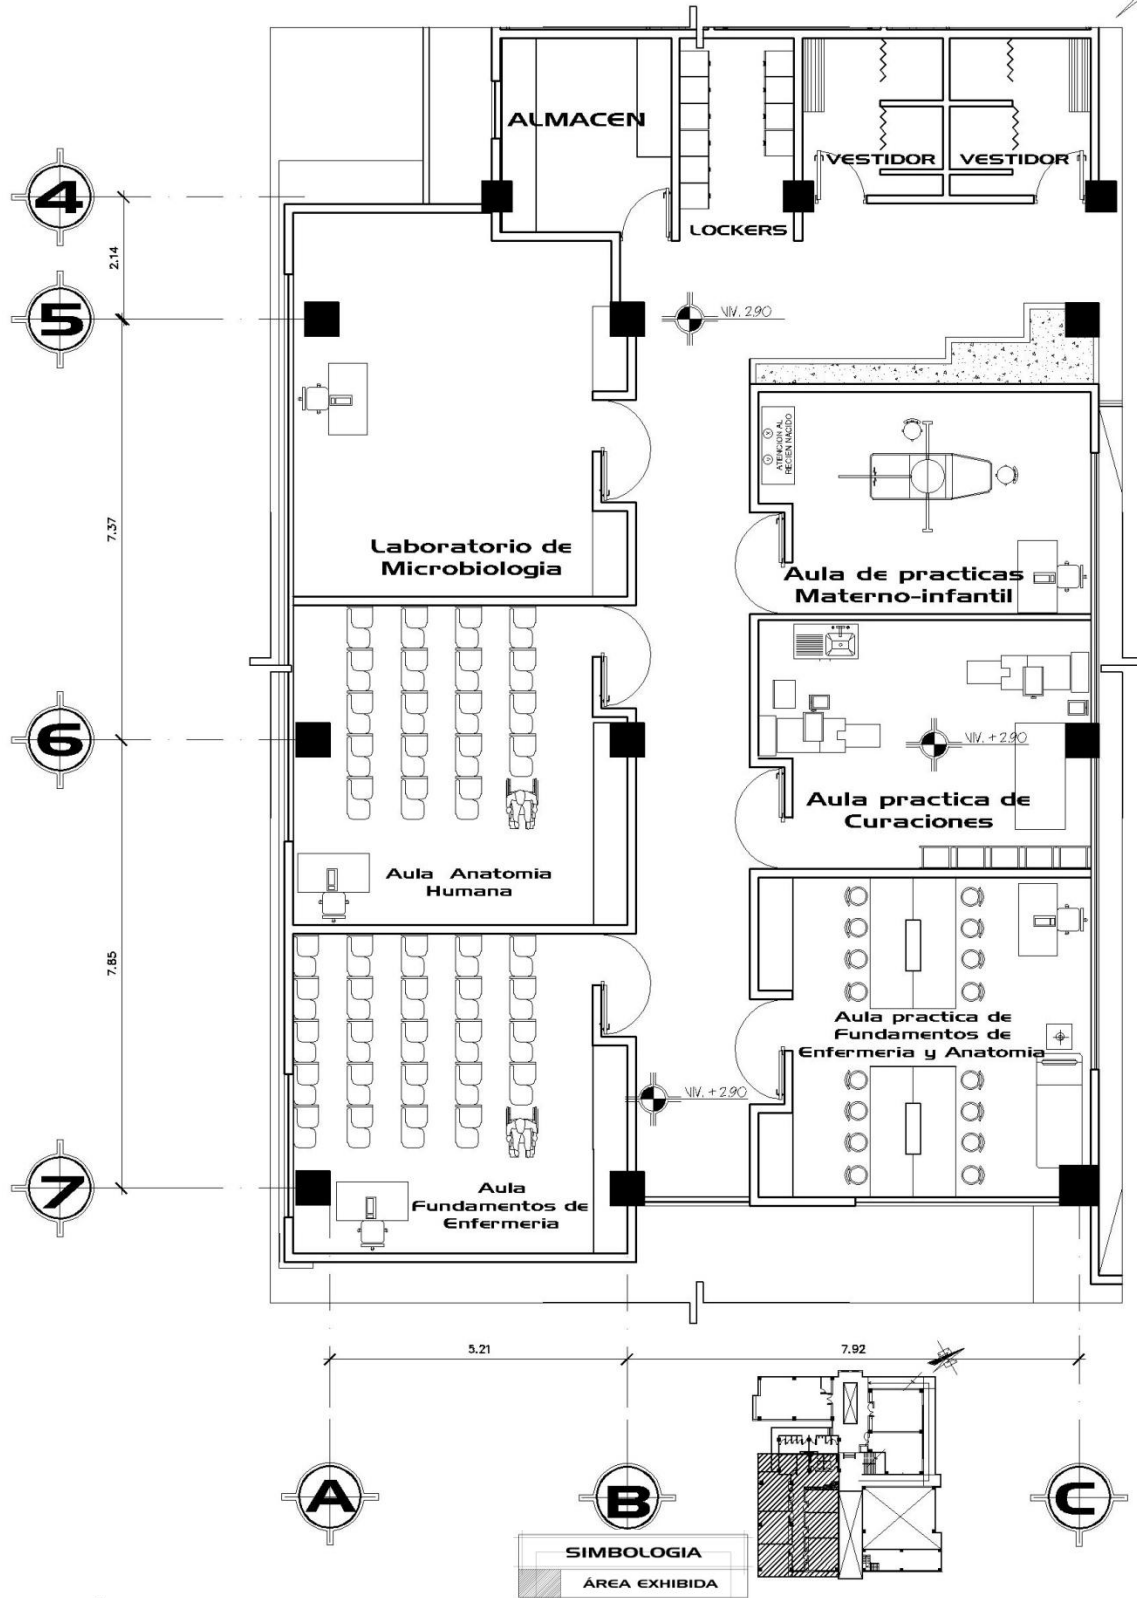 ALMACEN
VESTIDOR
VESTIDOR
LOCKERS
4
2.14
5
NIV. 2.90
ATENCION AL
RECIEN NACIDO
7.37
Laboratorio de
Microbiologia
Aula de practicas
Materno-infantil
6
NIV. +2.90
Aula practica de
Curaciones
Aula Anatomia
Humana
7.85
Aula practica de
Fundamentos de
Enfermeria y Anatomia
NIV. +2.90
7
Aula
Fundamentos de
Enfermeria
5.21
7.92
A
B
C
SIMBOLOGIA
ÁREA EXHIBIDA